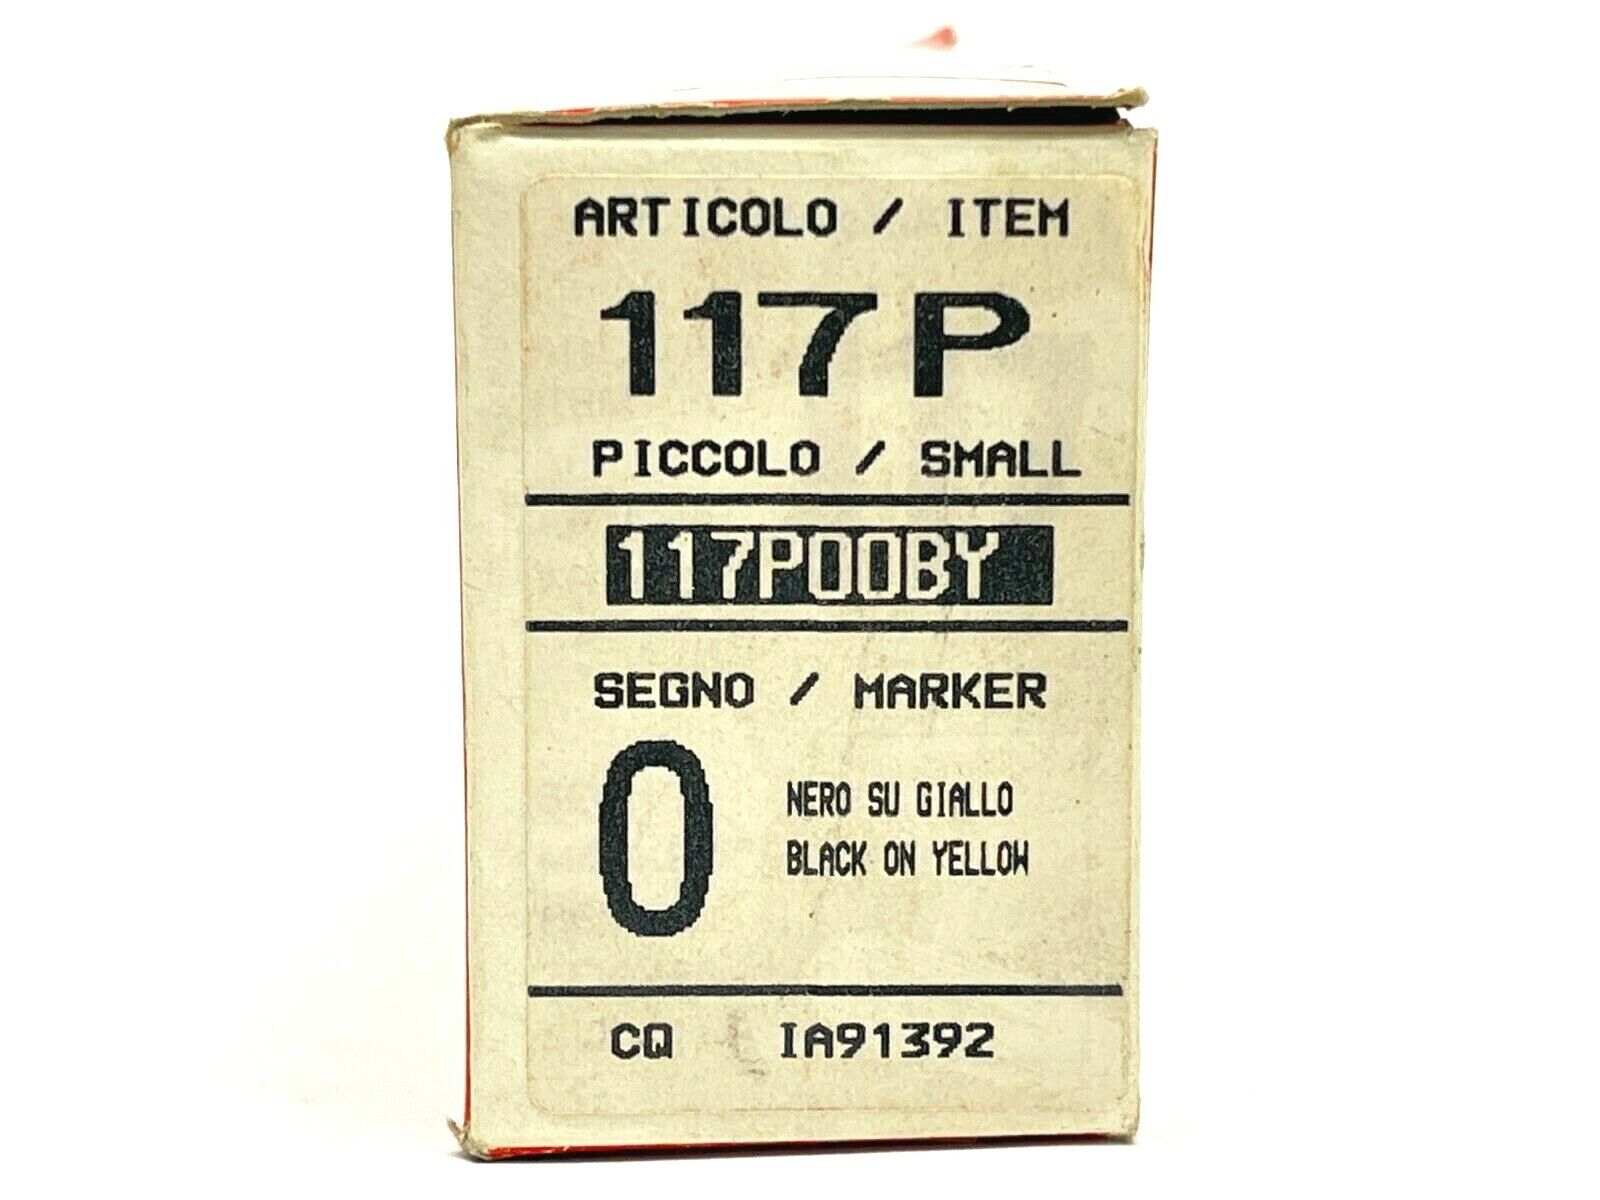 ARTICOLO / ITEM
117P
PICCOLO / SMALL
117P00BY
SEGNO / MARKER
0
NERO SU GIALLO
BLACK ON YELLOW
CQ IA91392